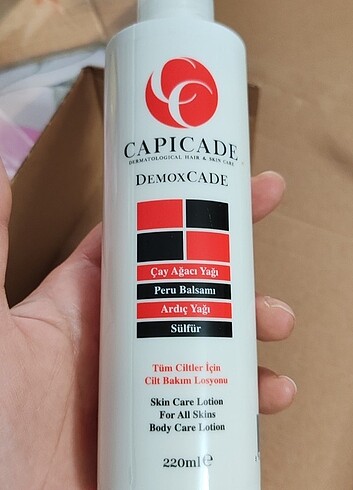 CAPICADE
DERMATOLOGICAL HAIR & SKIN CARE
DEMOXCADE
Çay Ağacı Yağı
Peru Balsamı
Ardıç Yağı
Sülfür
Tüm Ciltler İçin
Cilt Bakım Losyonu
Skin Care Lotion
For All Skins
Body Care Lotion
220ml ℮